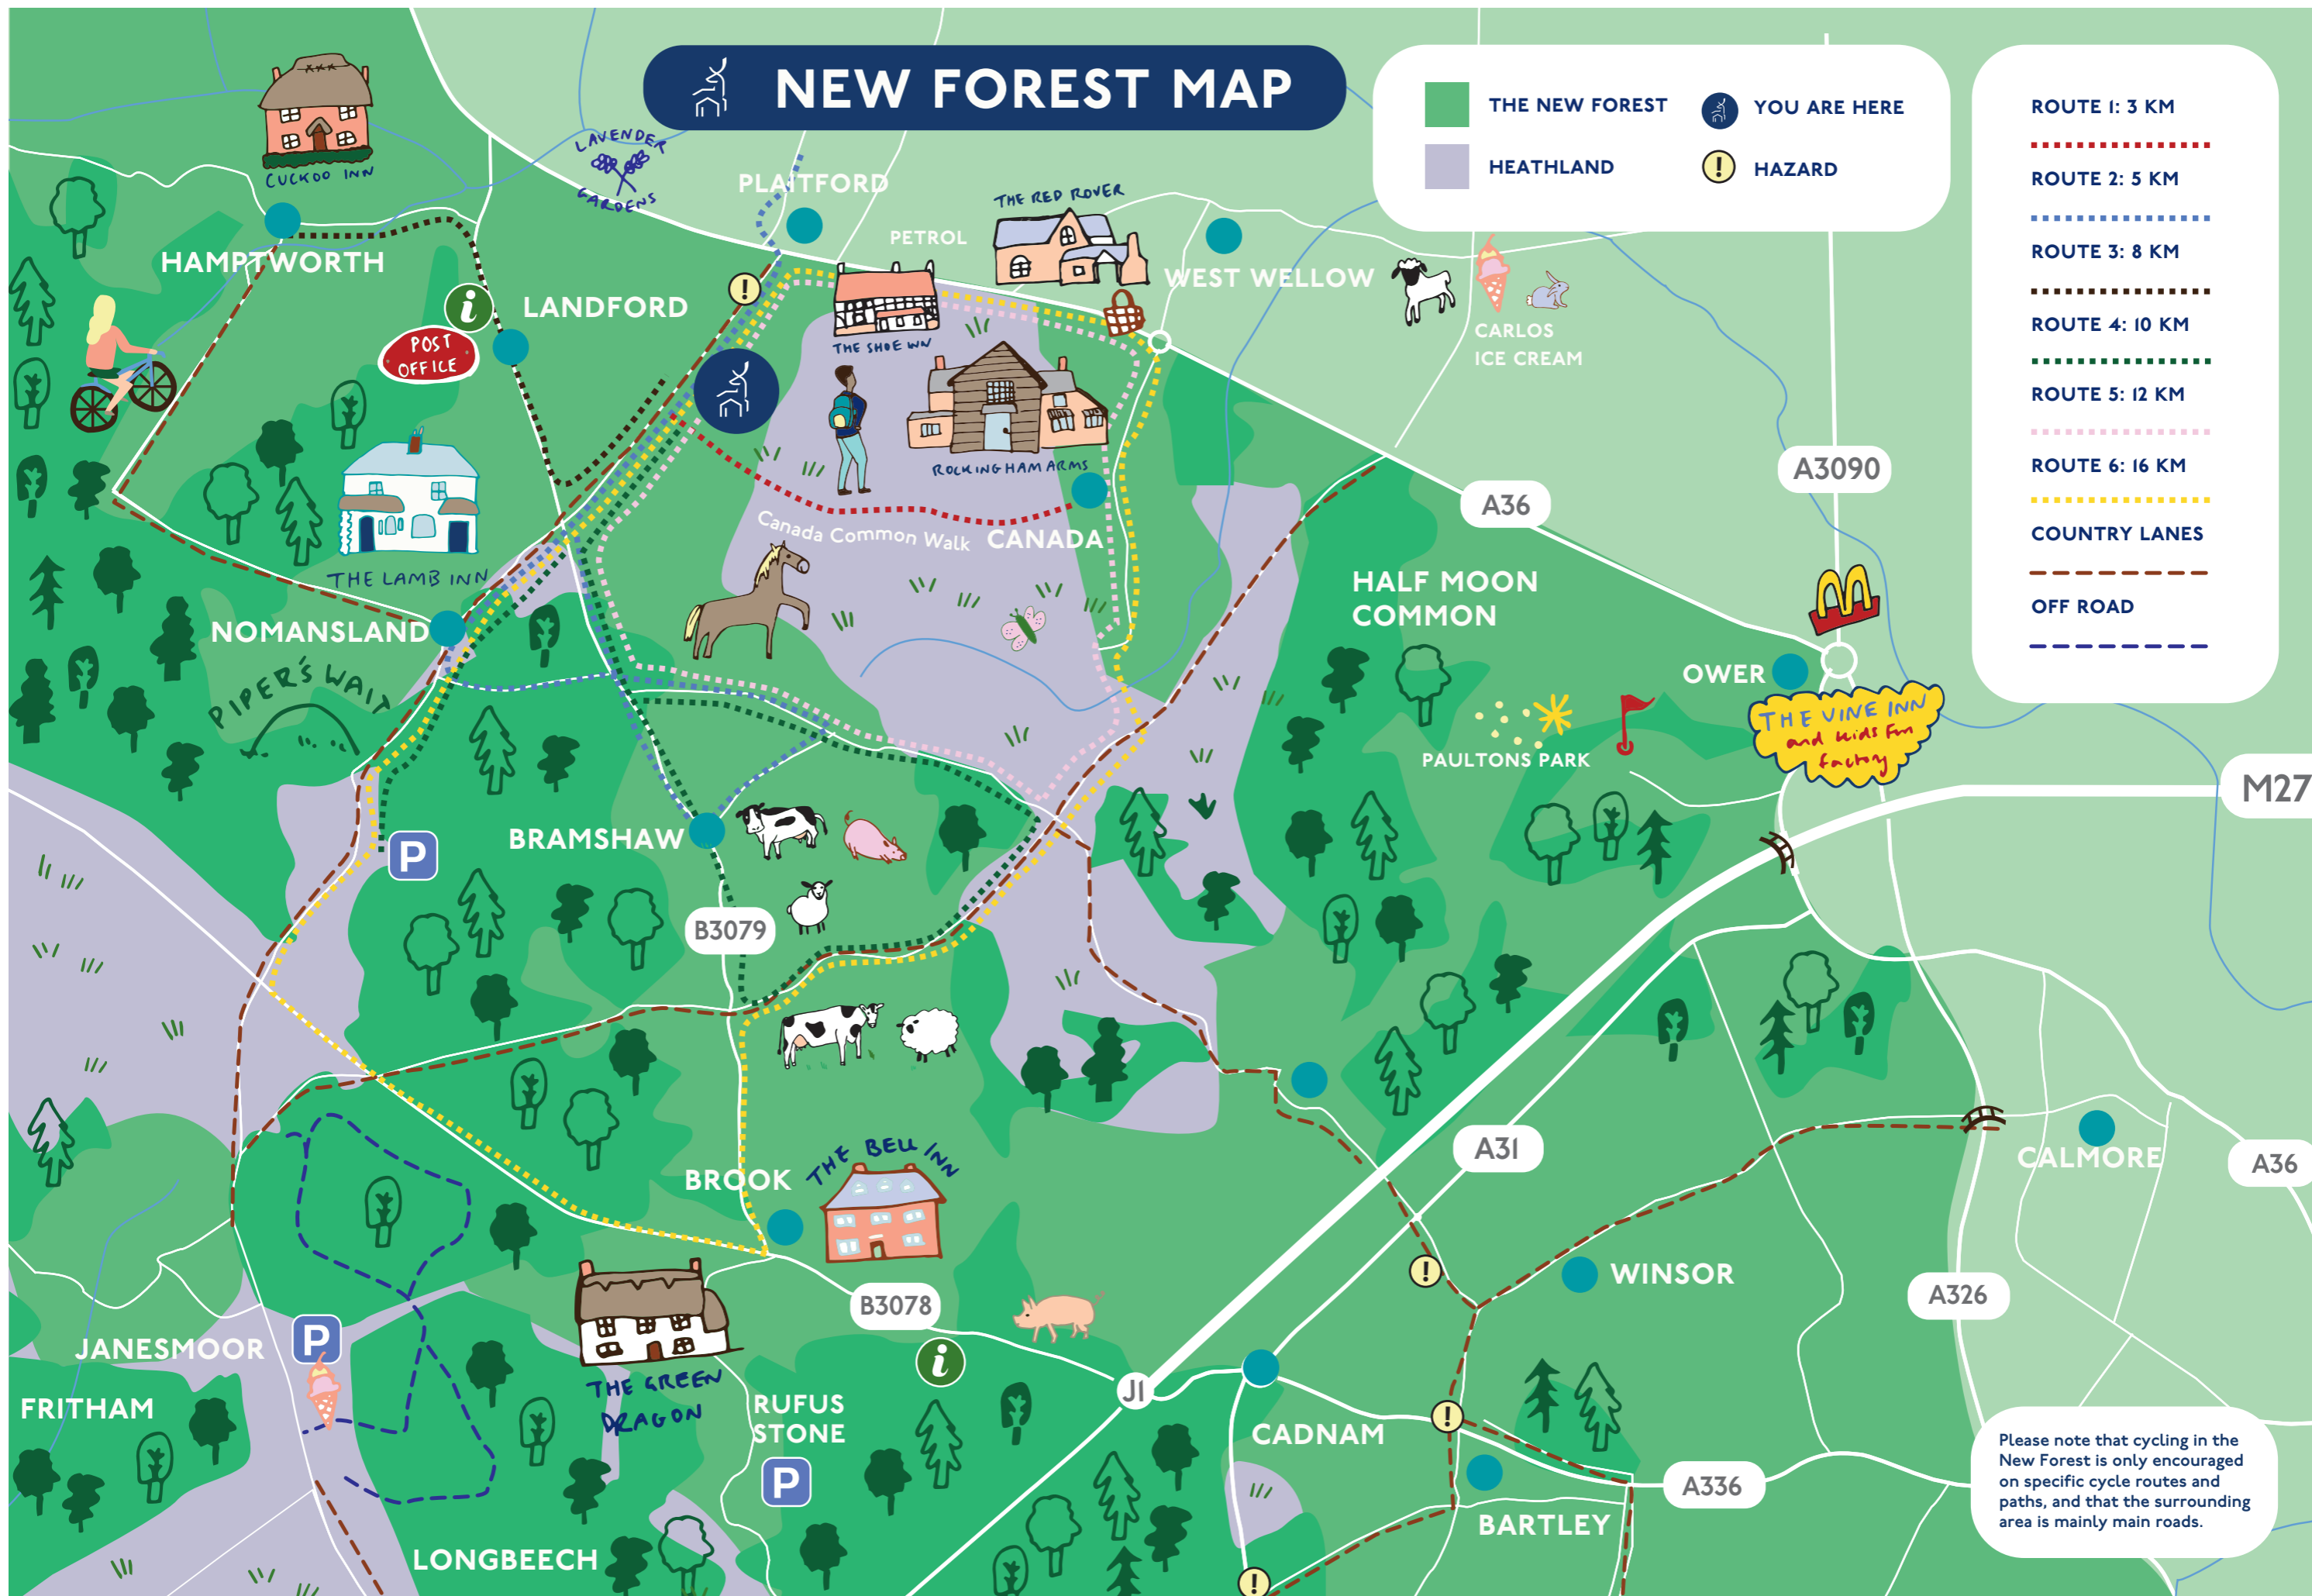 NEW FOREST MAP
THE NEW FOREST
YOU ARE HERE
HEATHLAND
!
HAZARD
ROUTE 1: 3 KM
ROUTE 2: 5 KM
ROUTE 3: 8 KM
ROUTE 4: 10 KM
ROUTE 5: 12 KM
ROUTE 6: 16 KM
COUNTRY LANES
OFF ROAD
CUCKOO INN
HAMPTWORTH
LAVENDER
GARDENS
PLAITFORD
PETROL
THE RED ROVER
WEST WELLOW
CARLOS
ICE CREAM
i
LANDFORD
!
POST
OFFICE
THE SHOE INN
ROCKINGHAM ARMS
Canada Common Walk
CANADA
A36
A3090
THE LAMB INN
NOMANSLAND
PIPER'S WAIT
HALF MOON
COMMON
OWER
THE VINE INN
and Kids Fun
factory
PAULTONS PARK
M27
P
BRAMSHAW
B3079
BROOK
THE BELL INN
A31
CALMORE
A36
!
WINSOR
A326
B3078
JANESMOOR
P
FRITHAM
THE GREEN
DRAGON
i
RUFUS
STONE
P
J1
CADNAM
!
A336
BARTLEY
LONGBEECH
!
Please note that cycling in the
New Forest is only encouraged
on specific cycle routes and
paths, and that the surrounding
area is mainly main roads.